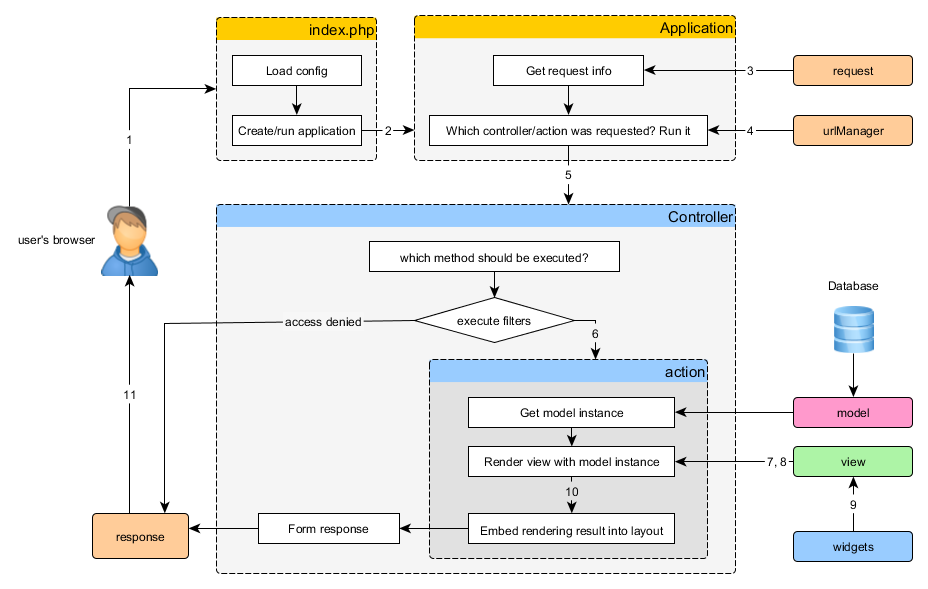 index.php
Application
Load config
Get request info
3
request
Create/run application
2
Which controller/action was requested? Run it
4
urlManager
1
5
Controller
user's browser
which method should be executed?
Database
access denied
execute filters
6
action
11
Get model instance
model
Render view with model instance
7, 8
view
10
9
response
Form response
Embed rendering result into layout
widgets